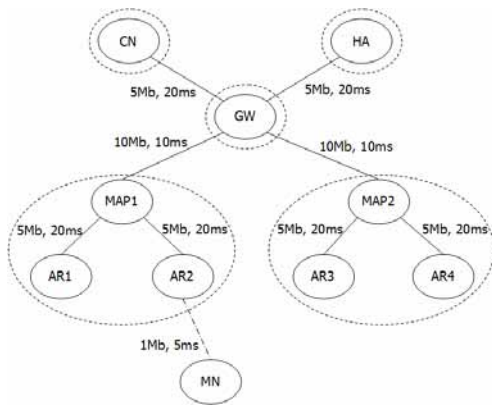 CN
HA
5Mb, 20ms
5Mb, 20ms
GW
10Mb, 10ms
10Mb, 10ms
MAP1
MAP2
5Mb, 20ms
5Mb, 20ms
5Mb, 20ms
5Mb, 20ms
AR1
AR2
AR3
AR4
1Mb, 5ms
MN